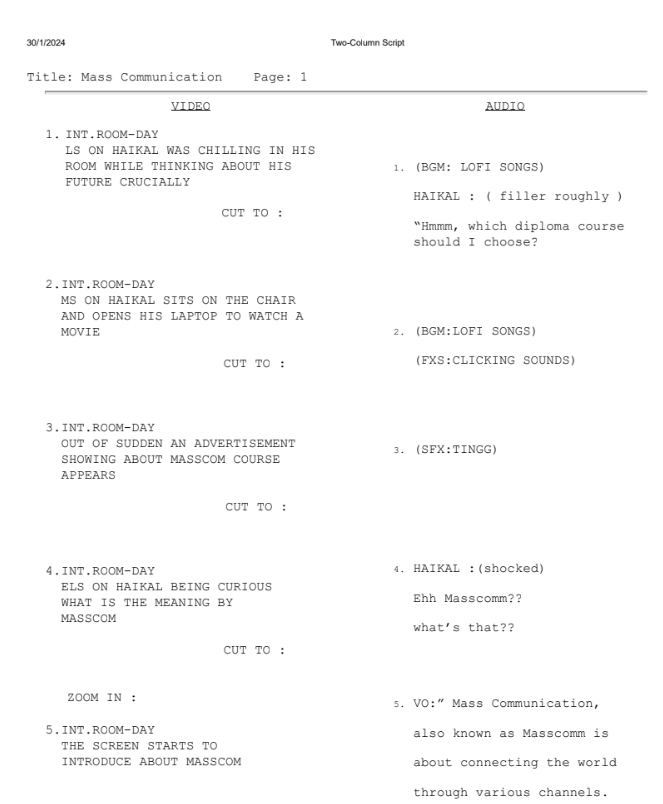 30/1/2024
Two-Column Script
Title: Mass Communication    Page: 1
VIDEO
AUDIO
1. INT.ROOM-DAY
LS ON HAIKAL WAS CHILLING IN HIS
ROOM WHILE THINKING ABOUT HIS
FUTURE CRUCIALLY
CUT TO :
1. (BGM: LOFI SONGS)
HAIKAL : ( filler roughly )
“Hmmm, which diploma course
should I choose?
2.INT.ROOM-DAY
MS ON HAIKAL SITS ON THE CHAIR
AND OPENS HIS LAPTOP TO WATCH A
MOVIE
CUT TO :
2. (BGM:LOFI SONGS)
(FXS:CLICKING SOUNDS)
3.INT.ROOM-DAY
OUT OF SUDDEN AN ADVERTISEMENT
SHOWING ABOUT MASSCOM COURSE
APPEARS
CUT TO :
3. (SFX:TINGG)
4.INT.ROOM-DAY
ELS ON HAIKAL BEING CURIOUS
WHAT IS THE MEANING BY
MASSCOM
CUT TO :
4. HAIKAL :(shocked)
Ehh Masscomm??
what’s that??
ZOOM IN :
5.INT.ROOM-DAY
THE SCREEN STARTS TO
INTRODUCE ABOUT MASSCOM
5. VO:” Mass Communication,
also known as Masscomm is
about connecting the world
through various channels.